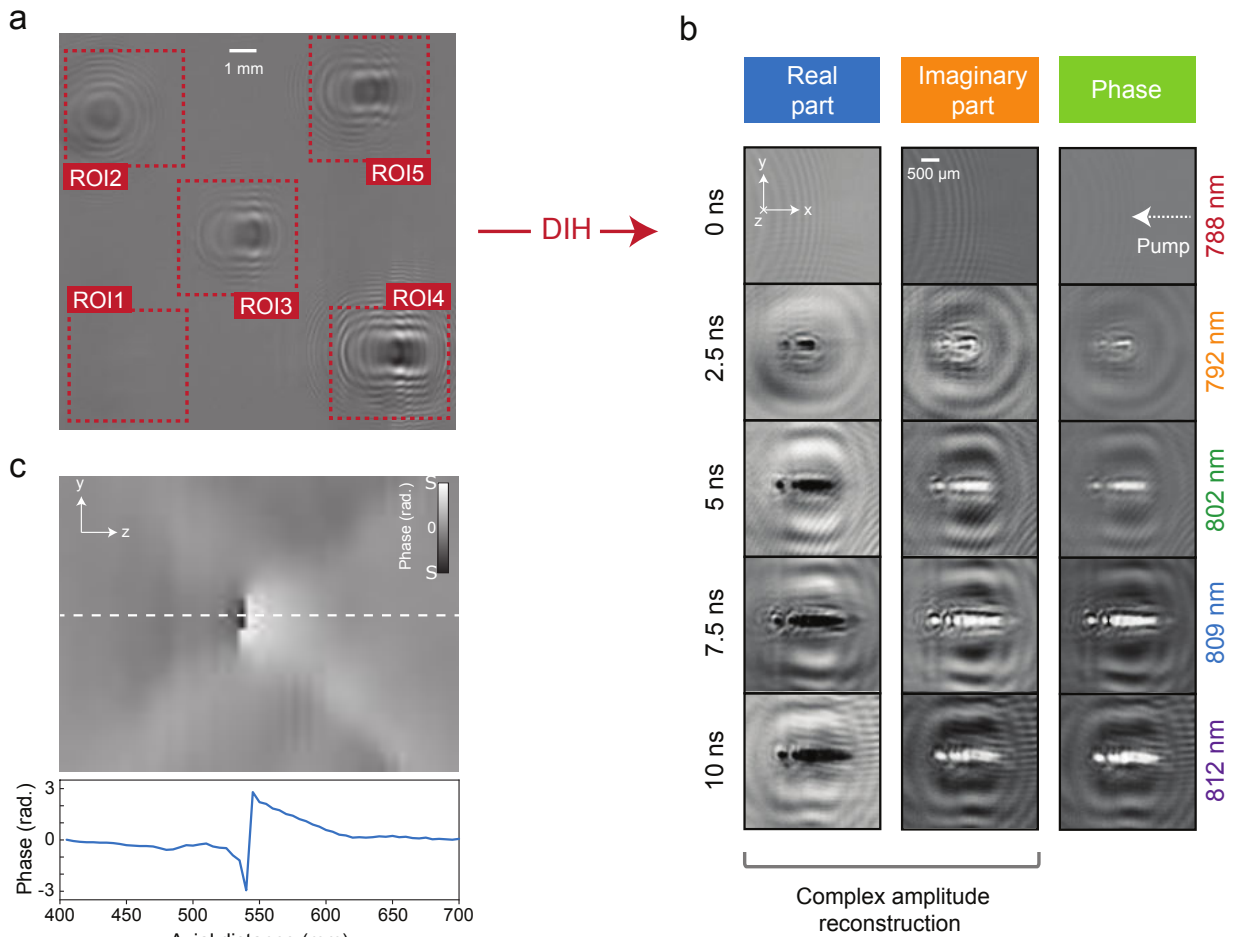 a
1 mm
ROI2
ROI5
ROI1
ROI3
ROI4
DIH
b
Real
part
Imaginary
part
Phase
0 ns
y
x
z
500 µm
Pump
788 nm
2.5 ns
792 nm
5 ns
802 nm
7.5 ns
809 nm
10 ns
812 nm
Complex amplitude
reconstruction
c
y
z
Phase (rad.)
S
0
S
Phase (rad.)
3
0
-3
400
450
500
550
600
650
700